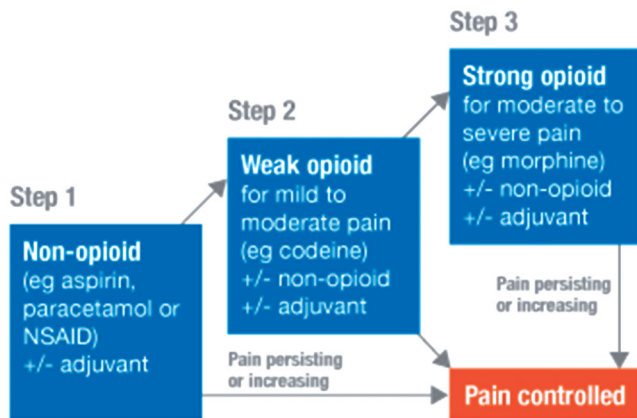 Step 1
Non-opioid
(eg aspirin,
paracetamol or
NSAID)
+/- adjuvant
Step 2
Weak opioid
for mild to
moderate pain
(eg codeine)
+/- non-opioid
+/- adjuvant
Step 3
Strong opioid
for moderate to
severe pain
(eg morphine)
+/- non-opioid
+/- adjuvant
Pain persisting
or increasing
Pain persisting
or increasing
Pain controlled